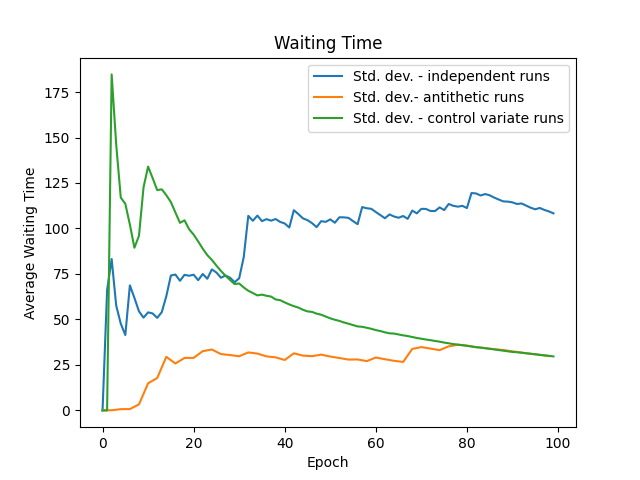 Waiting Time
Std. dev. - independent runs
Std. dev.- antithetic runs
Std. dev. - control variate runs
Average Waiting Time
175
150
125
100
75
50
25
0
0 20 40 60 80 100
Epoch